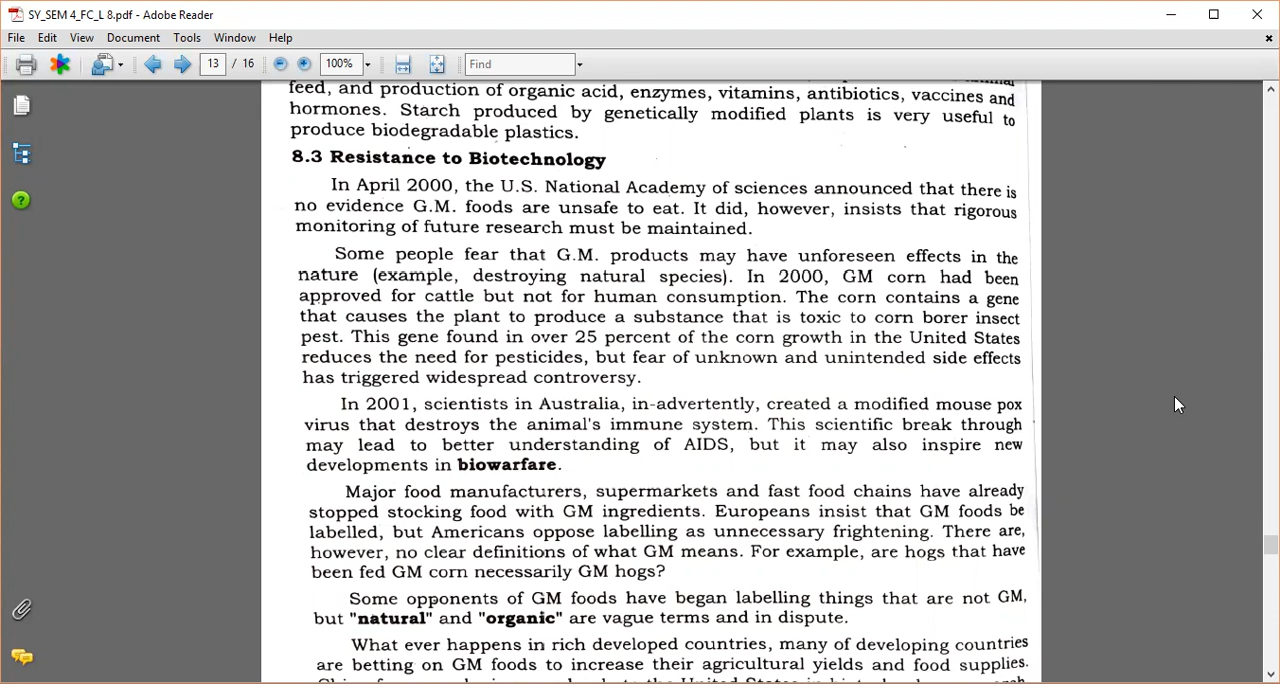 SY_SEM 4_FC_L 8.pdf - Adobe Reader
File Edit View Document Tools Window Help
13 / 16 100% Find
feed, and production of organic acid, enzymes, vitamins, antibiotics, vaccines and
hormones. Starch produced by genetically modified plants is very useful to
produce biodegradable plastics.
8.3 Resistance to Biotechnology
In April 2000, the U.S. National Academy of sciences announced that there is
no evidence G.M. foods are unsafe to eat. It did, however, insists that rigorous
monitoring of future research must be maintained.
Some people fear that G.M. products may have unforeseen effects in the
nature (example, destroying natural species). In 2000, GM corn had been
approved for cattle but not for human consumption. The corn contains a gene
that causes the plant to produce a substance that is toxic to corn borer insect
pest. This gene found in over 25 percent of the corn growth in the United States
reduces the need for pesticides, but fear of unknown and unintended side effects
has triggered widespread controversy.
In 2001, scientists in Australia, in-advertently, created a modified mouse pox
virus that destroys the animal's immune system. This scientific break through
may lead to better understanding of AIDS, but it may also inspire new
developments in biowarfare.
Major food manufacturers, supermarkets and fast food chains have already
stopped stocking food with GM ingredients. Europeans insist that GM foods be
labelled, but Americans oppose labelling as unnecessary frightening. There are,
however, no clear definitions of what GM means. For example, are hogs that have
been fed GM corn necessarily GM hogs?
Some opponents of GM foods have began labelling things that are not GM,
but "natural" and "organic" are vague terms and in dispute.
What ever happens in rich developed countries, many of developing countries
are betting on GM foods to increase their agricultural yields and food supplies.